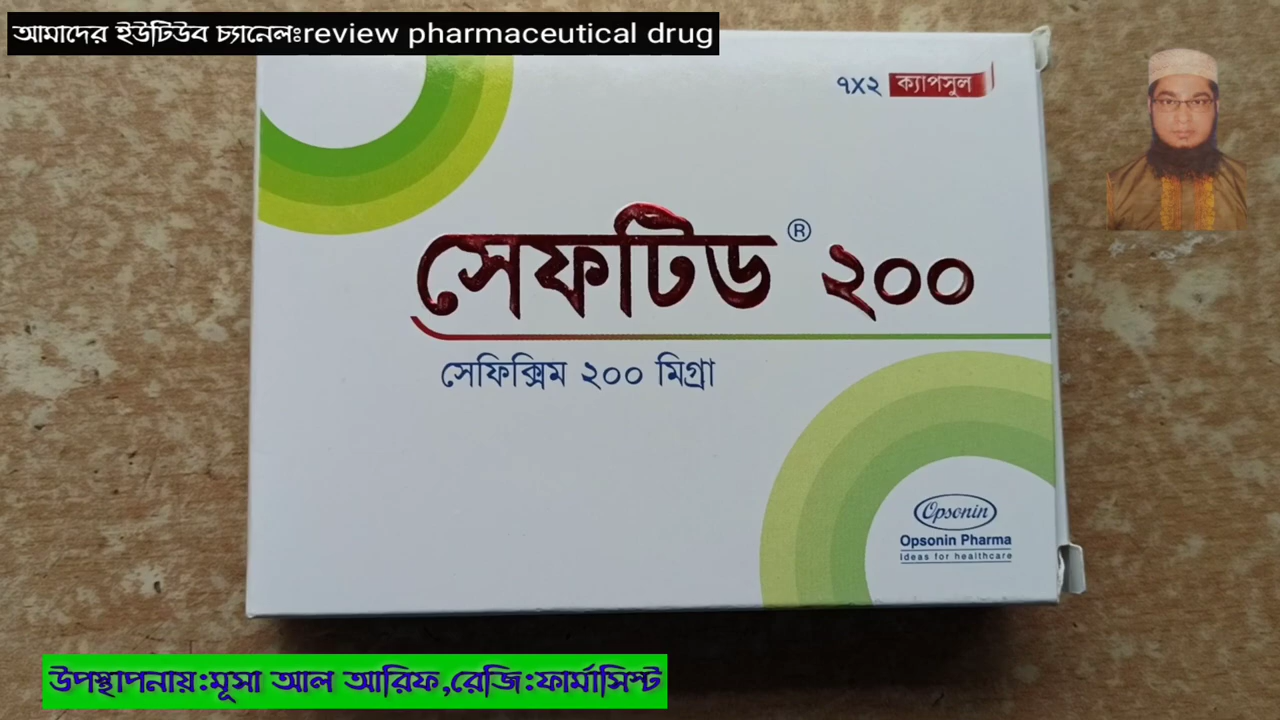 আমাদের ইউটিউব চ্যানেলঃreview pharmaceutical drug
৭X২ ক্যাপসুল
সেফটিড ® ২০০
সেফিক্সিম ২০০ মিগ্রা
Opsonin
Opsonin Pharma
Ideas for healthcare
উপস্থাপনায়:মূসা আল আরিফ,রেজি:ফার্মাসিস্ট